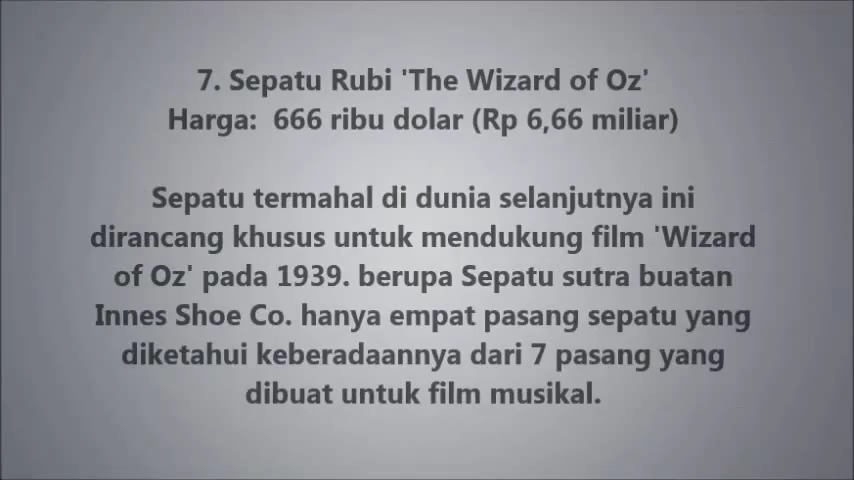 7. Sepatu Rubi 'The Wizard of Oz'
Harga:  666 ribu dolar (Rp 6,66 miliar)
Sepatu termahal di dunia selanjutnya ini
dirancang khusus untuk mendukung film 'Wizard
of Oz' pada 1939. berupa Sepatu sutra buatan
Innes Shoe Co. hanya empat pasang sepatu yang
diketahui keberadaannya dari 7 pasang yang
dibuat untuk film musikal.